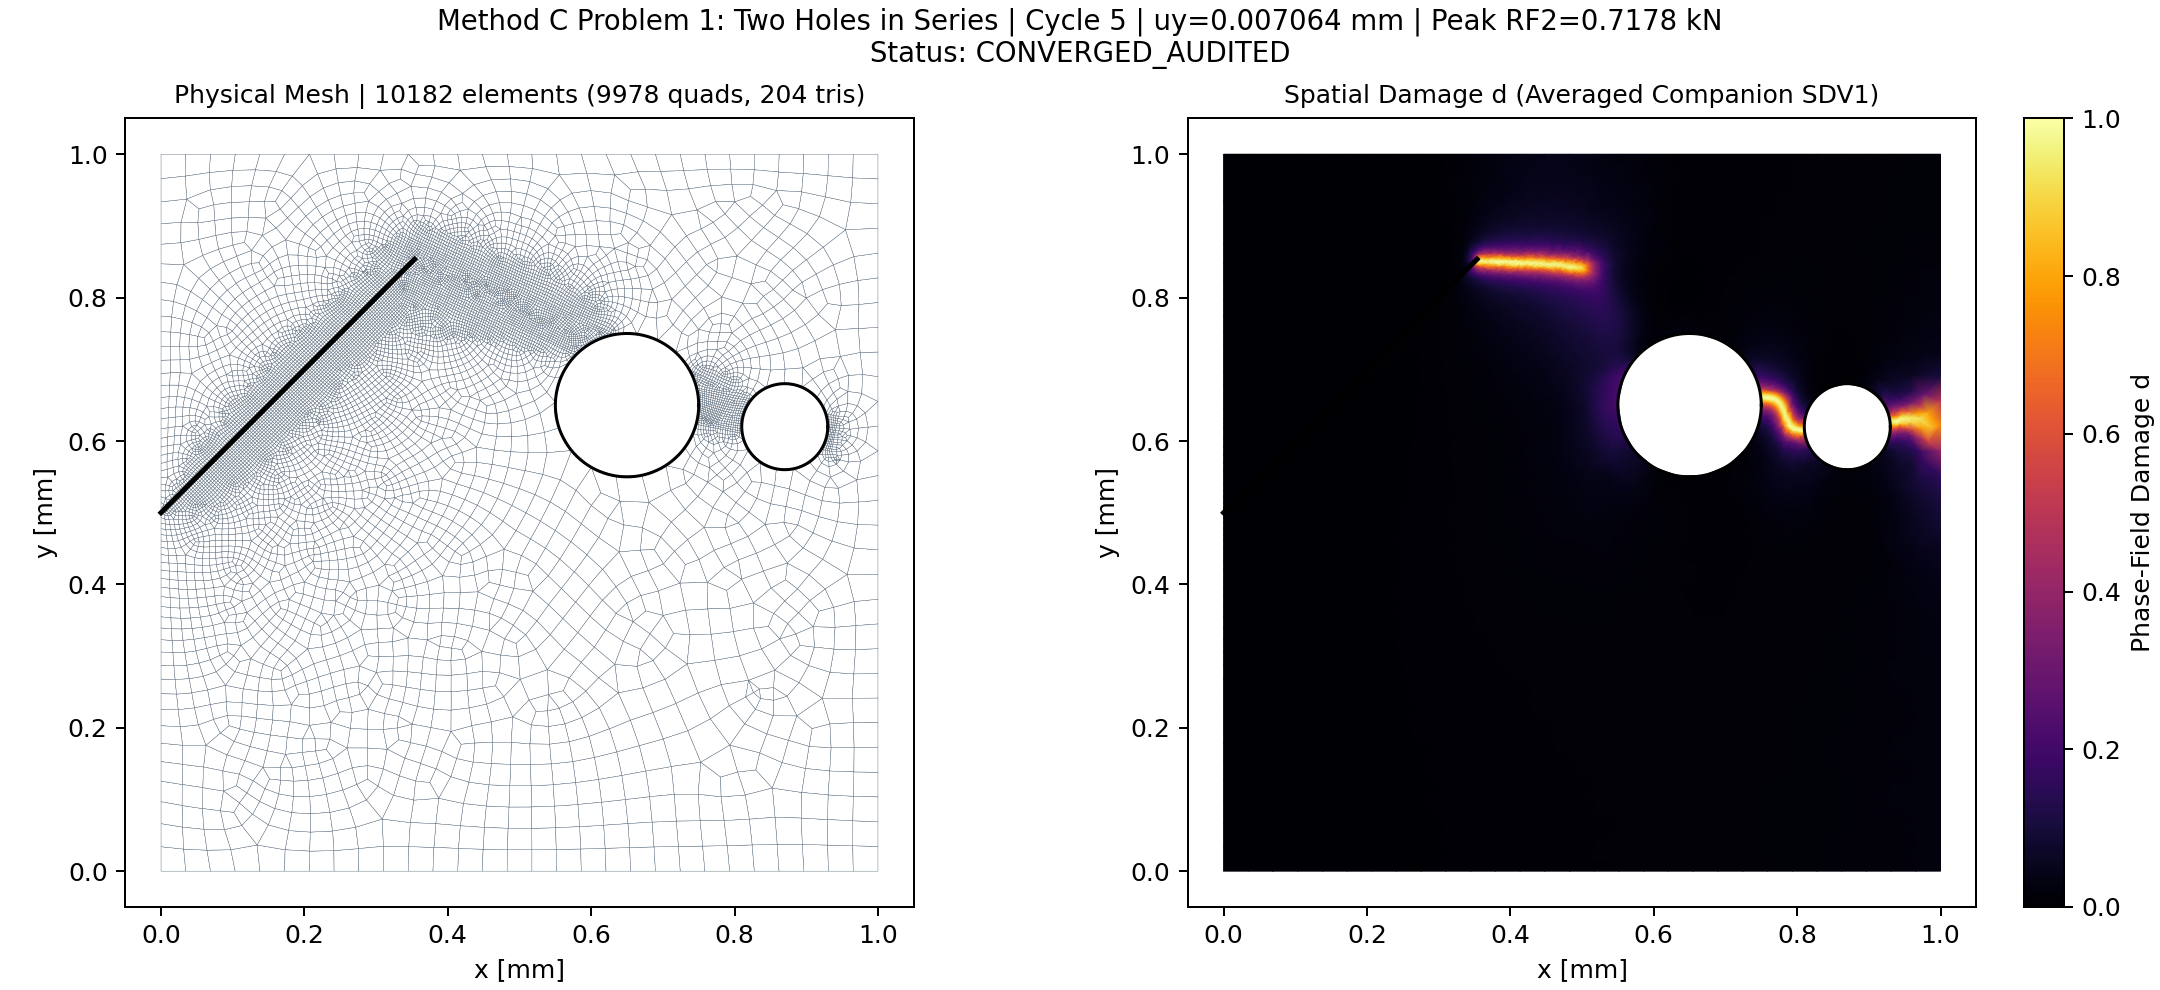 Method C Problem 1: Two Holes in Series | Cycle 5 | uy=0.007064 mm | Peak RF2=0.7178 kN
Status: CONVERGED_AUDITED
Physical Mesh | 10182 elements (9978 quads, 204 tris)
1.0
0.8
0.6
0.4
0.2
0.0
y [mm]
0.0 0.2 0.4 0.6 0.8 1.0
x [mm]
Spatial Damage d (Averaged Companion SDV1)
1.0
0.8
0.6
0.4
0.2
0.0
y [mm]
0.0 0.2 0.4 0.6 0.8 1.0
x [mm]
1.0
0.8
0.6
0.4
0.2
0.0
Phase-Field Damage d